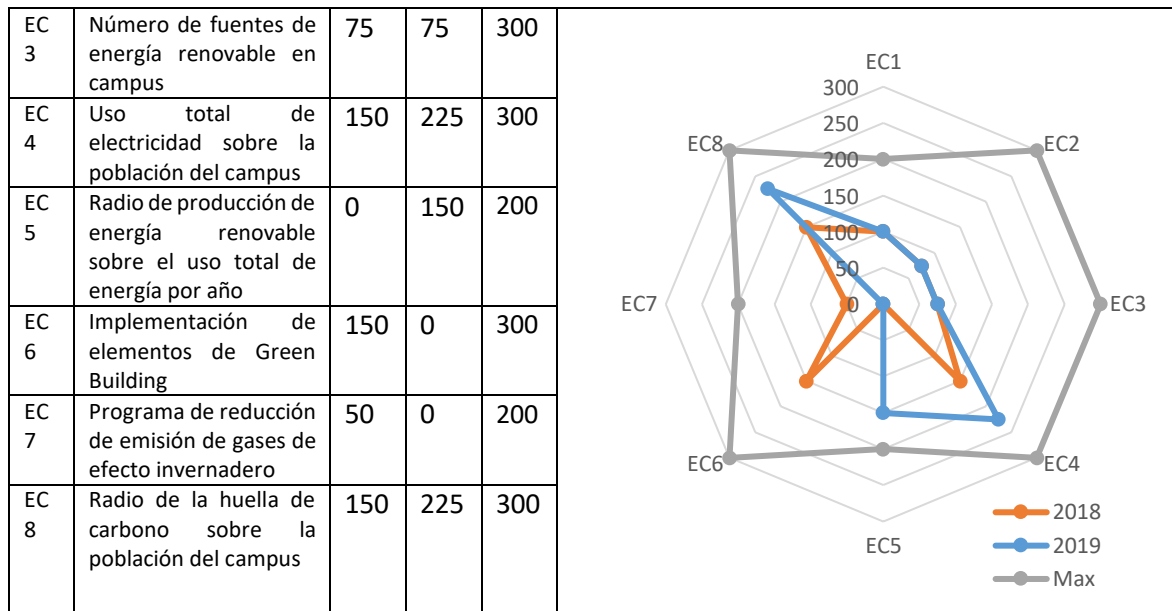 EC
3
Número de fuentes de
energía renovable en
campus
75
75
300
EC
4
Uso total de
electricidad sobre la
población del campus
150
225
300
EC
5
Radio de producción de
energía renovable
sobre el uso total de
energía por año
0
150
200
EC
6
Implementación de
elementos de Green
Building
150
0
300
EC
7
Programa de reducción
de emisión de gases de
efecto invernadero
50
0
200
EC
8
Radio de la huella de
carbono sobre la
población del campus
150
225
300
EC1
300
250
200
150
100
50
0
EC2
EC3
EC4
EC5
EC6
EC7
EC8
2018
2019
Max